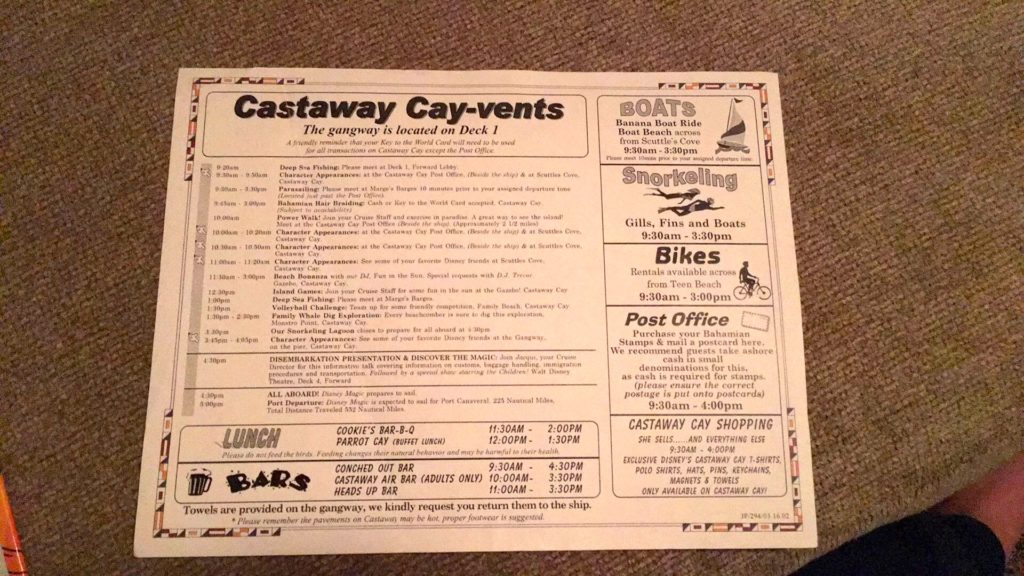 Castaway Cay-vents
The gangway is located on Deck 1
A friendly reminder that your Key to the World Card will need to be used
for all transactions on Castaway Cay except the Post Office.
9:20am Deep Sea Fishing: Please meet at Deck 1, Forward Lobby.
9:30am - 9:50am Character Appearances: at the Castaway Cay Post Office, (Beside the ship) & at Scuttles Cove,
Castaway Cay.
9:30am - 3:30pm Parasailing: Please meet at Marge's Barges 10 minutes prior to your assigned departure time
(Located just past the Post Office).
9:45am - 3:00pm Bahamian Hair Braiding: Cash or Key to the World Card accepted, Castaway Cay.
(Subject to availability)
10:00am Power Walk! Join your Cruise Staff and exercise in paradise. A great way to see the island!
Meet at the Castaway Cay Post Office (Beside the ship). (Approximately 2 1/2 miles)
10:00am - 10:20am Character Appearances: at the Castaway Cay Post Office, (Beside the ship) & at Scuttles Cove,
Castaway Cay.
10:30am - 10:50am Character Appearances: at the Castaway Cay Post Office, (Beside the ship) & at Scuttles Cove,
Castaway Cay.
11:00am - 11:20am Character Appearances: See some of your favorite Disney friends at Scuttles Cove,
Castaway Cay.
11:30am - 3:00pm Beach Bonanza with our DJ, Fun in the Sun. Special requests with D.J. Trevor
Gazebo, Castaway Cay.
12:30pm Island Games: Join your Cruise Staff for some fun in the sun at the Gazebo! Castaway Cay
1:00pm Deep Sea Fishing: Please meet at Marge's Barges.
1:30pm Volleyball Challenge: Team up for some friendly competition, Family Beach, Castaway Cay
1:30pm - 2:30pm Family Whale Dig Exploration: Every beachcomber is sure to dig this exploration,
Monstro Point, Castaway Cay.
3:30pm Our Snorkeling Lagoon closes to prepare for all aboard at 4:30pm
3:45pm - 4:05pm Character Appearances: See some of your favorite Disney friends at the Gangway,
on the pier, Castaway Cay.
4:30pm DISEMBARKATION PRESENTATION & DISCOVER THE MAGIC: Join Jacqui, your Cruise
Director for this informative talk covering information on customs, baggage handling, immigration
procedures and transportation. Followed by a special show starring the Children! Walt Disney
Theatre, Deck 4, Forward
4:30pm ALL ABOARD! Disney Magic prepares to sail.
5:00pm Port Departure: Disney Magic is expected to sail for Port Canaveral. 225 Nautical Miles,
Total Distance Traveled 532 Nautical Miles.
LUNCH
COOKIE'S BAR-B-Q 11:30AM - 2:00PM
PARROT CAY (BUFFET LUNCH) 12:00PM - 1:30PM
Please do not feed the birds. Feeding changes their natural behavior and may be harmful to their health.
BARS
CONCHED OUT BAR 9:30AM - 4:30PM
CASTAWAY AIR BAR (ADULTS ONLY) 10:00AM- 3:30PM
HEADS UP BAR 11:00AM - 3:30PM
Towels are provided on the gangway, we kindly request you return them to the ship.
* Please remember the pavements on Castaway may be hot, proper footwear is suggested.
BOATS
Banana Boat Ride
Boat Beach across
from Scuttle's Cove
9:30am - 3:30pm
Please meet 10min prior to your assigned departure time.
Snorkeling
Gills, Fins and Boats
9:30am - 3:30pm
Bikes
Rentals available across
from Teen Beach
9:30am - 3:00pm
Post Office
Purchase your Bahamian
Stamps & mail a postcard here.
We recommend guests take ashore
cash in small
denominations for this,
as cash is required for stamps.
(please ensure the correct
postage is put onto postcards)
9:30am - 4:00pm
CASTAWAY CAY SHOPPING
SHE SELLS.....AND EVERYTHING ELSE
9:30AM - 4:00PM
EXCLUSIVE DISNEY'S CASTAWAY CAY T-SHIRTS,
POLO SHIRTS, HATS, PINS, KEYCHAINS,
MAGNETS & TOWELS
ONLY AVAILABLE ON CASTAWAY CAY!